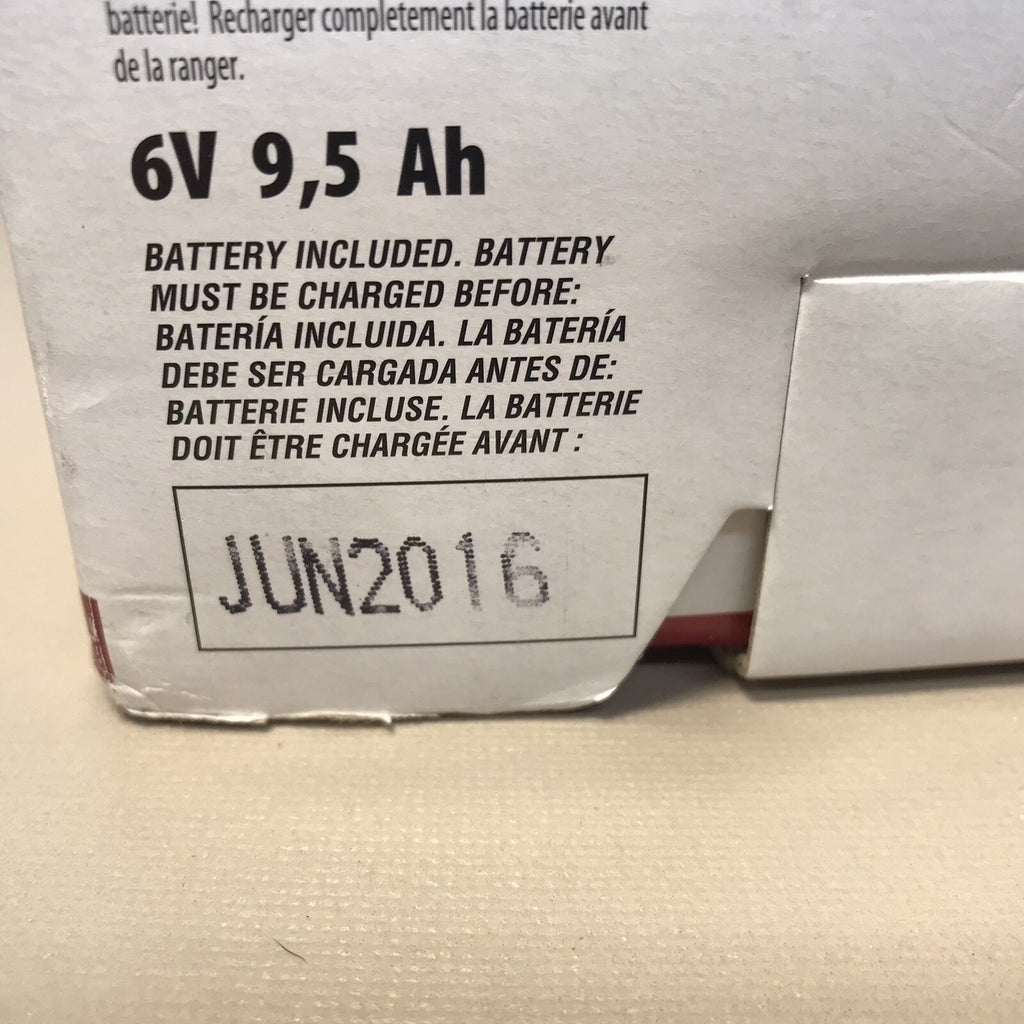 batterie! Recharger completement la batterie avant
de la ranger.
6V 9,5 Ah
BATTERY INCLUDED. BATTERY
MUST BE CHARGED BEFORE:
BATERÍA INCLUIDA. LA BATERÍA
DEBE SER CARGADA ANTES DE:
BATTERIE INCLUSE. LA BATTERIE
DOIT ÊTRE CHARGÉE AVANT :
JUN2016